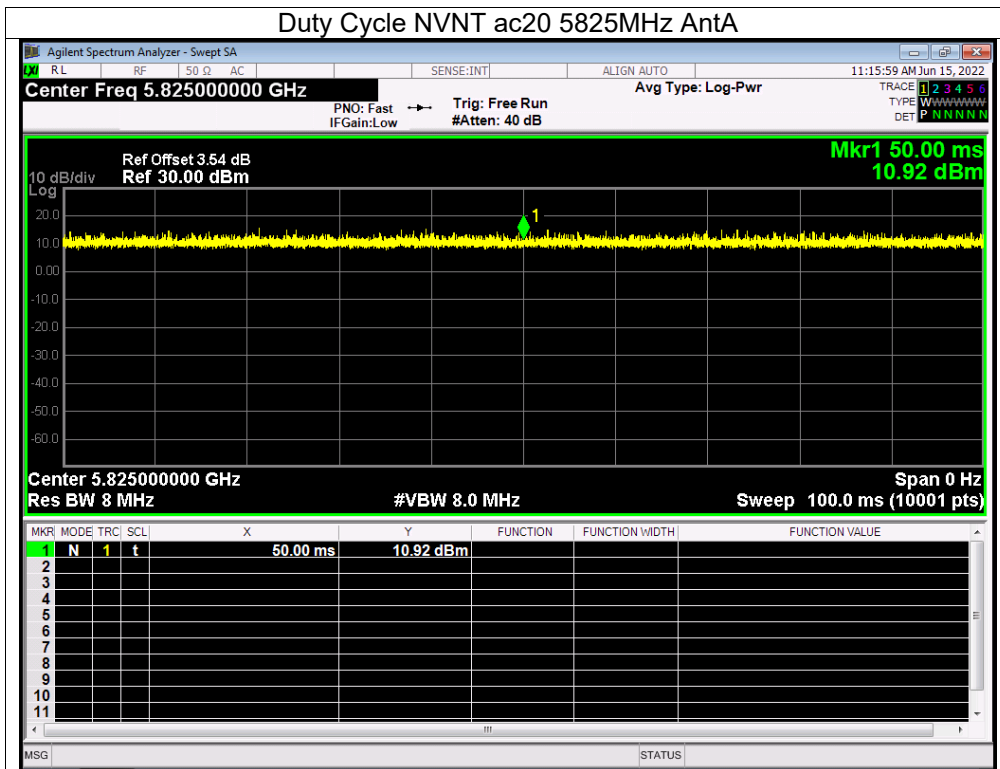 Duty Cycle NVNT ac20 5825MHz AntA
Agilent Spectrum Analyzer - Swept SA
LXI RL RF 50 Ω AC SENSE:INT ALIGN AUTO 11:15:59 AM Jun 15, 2022
Center Freq 5.825000000 GHz Avg Type: Log-Pwr TRACE 1 2 3 4 5 6
PNO: Fast Trig: Free Run TYPE WWWWWW
IFGain:Low #Atten: 40 dB DET P N N N N N
Mkr1 50.00 ms
Ref Offset 3.54 dB
10 dB/div Ref 30.00 dBm 10.92 dBm
Log
20.0
1
10.0
0.00
-10.0
-20.0
-30.0
-40.0
-50.0
-60.0
Center 5.825000000 GHz Span 0 Hz
Res BW 8 MHz #VBW 8.0 MHz Sweep 100.0 ms (10001 pts)
MKR MODE TRC SCL X Y FUNCTION FUNCTION WIDTH FUNCTION VALUE
1 N 1 t 50.00 ms 10.92 dBm
2
3
4
5
6
7
8
9
10
11
MSG STATUS